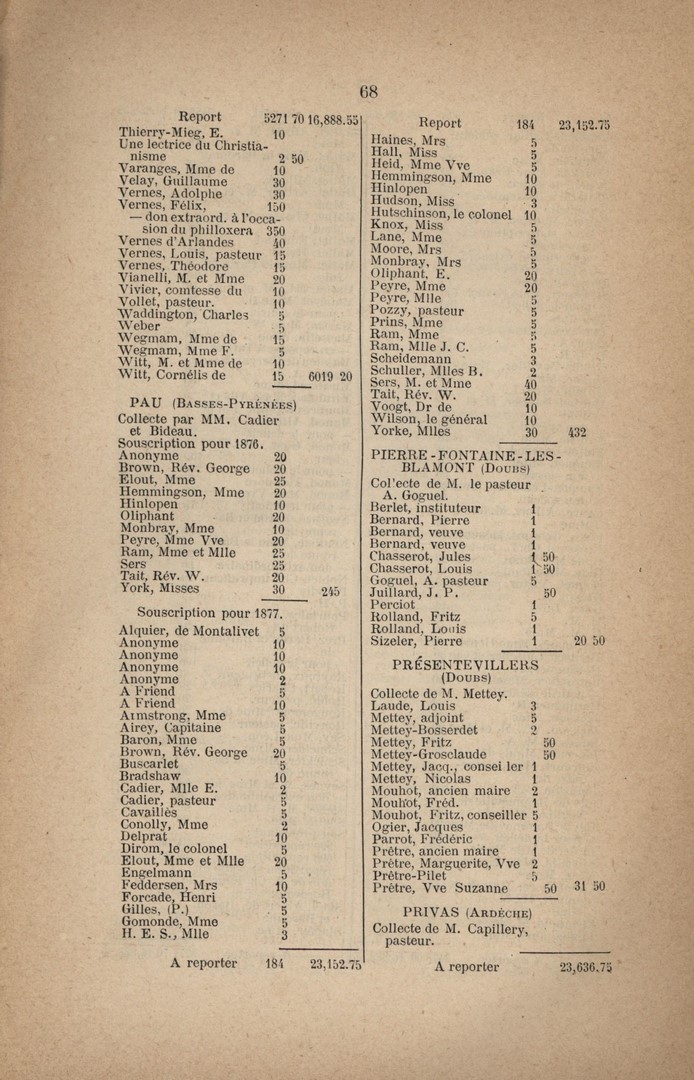 68
Report 5271 70 16,888.55
Thierry-Mieg, E. 10
Une lectrice du Christia-
nisme 2 50
Varanges, Mme de 10
Velay, Guillaume 30
Vernes, Adolphe 30
Vernes, Félix, 150
— don extraord. à l'occa-
sion du philloxera 350
Vernes d'Arlandes 40
Vernes, Louis, pasteur 15
Vernes, Théodore 15
Vianelli, M. et Mme 20
Vivier, comtesse du 10
Vollet, pasteur. 10
Waddington, Charles 5
Weber 5
Wegmam, Mme de 15
Wegmam, Mme F. 5
Witt, M. et Mme de 10
Witt, Cornélis de 15 6019 20
PAU (BASSES-PYRÉNÉES)
Collecte par MM. Cadier
et Bideau.
Souscription pour 1876.
Anonyme 20
Brown, Rév. George 20
Elout, Mme 25
Hemmingson, Mme 20
Hinlopen 10
Oliphant 20
Monbray, Mme 10
Peyre, Mme Vve 20
Ram, Mme et Mlle 25
Sers 25
Tait, Rév. W. 20
York, Misses 30 245
Souscription pour 1877.
Alquier, de Montalivet 5
Anonyme 10
Anonyme 10
Anonyme 10
Anonyme 2
A Friend 5
A Friend 10
Armstrong, Mme 5
Airey, Capitaine 5
Baron, Mme 5
Brown, Rév. George 20
Buscarlet 5
Bradshaw 10
Cadier, Mlle E. 2
Cadier, pasteur 5
Cavaillès 5
Conolly, Mme 2
Delprat 10
Dirom, le colonel 5
Elout, Mme et Mlle 20
Engelmann 5
Feddersen, Mrs 10
Forcade, Henri 5
Gilles, (P.) 5
Gomonde, Mme 5
H. E. S., Mlle 3
A reporter 184 23,152.75
Report 184 23,152.75
Haines, Mrs 5
Hall, Miss 5
Heid, Mme Vve 5
Hemmingson, Mme 10
Hinlopen 10
Hudson, Miss 3
Hutschinson, le colonel 10
Knox, Miss 5
Lane, Mme 5
Moore, Mrs 5
Monbray, Mrs 5
Oliphant, E. 20
Peyre, Mme 20
Peyre, Mlle 5
Pozzy, pasteur 5
Prins, Mme 5
Ram, Mme 5
Ram, Mlle J. C. 5
Scheidemann 3
Schuller, Mlles B. 2
Sers, M. et Mme 40
Tait, Rév. W. 20
Voogt, Dr de 10
Wilson, le général 10
Yorke, Mlles 30 432
PIERRE-FONTAINE-LES-
BLAMONT (DOUBS)
Col'ecte de M. le pasteur
A. Goguel.
Berlet, instituteur 1
Bernard, Pierre 1
Bernard, veuve 1
Bernard, veuve 1
Chasserot, Jules 1 50
Chasserot, Louis 1 50
Goguel, A. pasteur 5
Juillard, J. P. 50
Perciot 1
Rolland, Fritz 5
Rolland, Louis 1
Sizeler, Pierre 1 20 50
PRÉSENTEVILLERS
(DOUBS)
Collecte de M. Mettey.
Laude, Louis 3
Mettey, adjoint 5
Mettey-Bosserdet 2
Mettey, Fritz 50
Mettey-Grosclaude 50
Mettey, Jacq., consei ler 1
Mettey, Nicolas 1
Mouhot, ancien maire 2
Mouhot, Fréd. 1
Mouhot, Fritz, conseiller 5
Ogier, Jacques 1
Parrot, Frédéric 1
Prêtre, ancien maire 1
Prêtre, Marguerite, Vve 2
Prêtre-Pilet 5
Prêtre, Vve Suzanne 50 31 50
PRIVAS (ARDÈCHE)
Collecte de M. Capillery,
pasteur.
A reporter 23,636.75